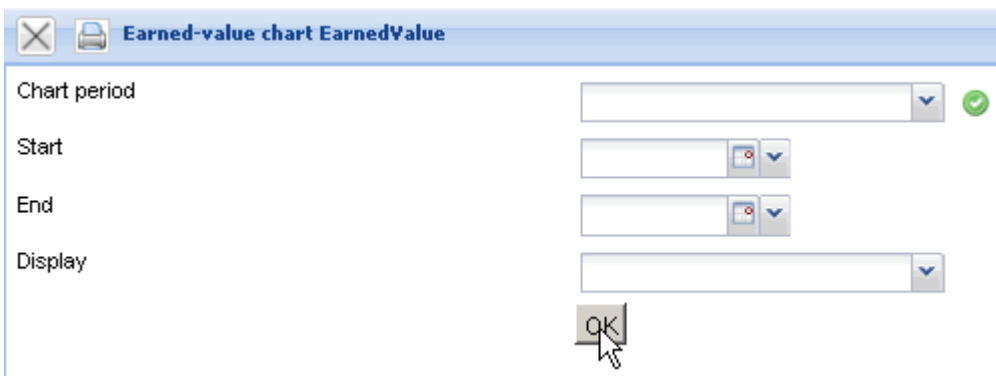 Earned-value chart EarnedValue
Chart period
Start
End
Display
OK